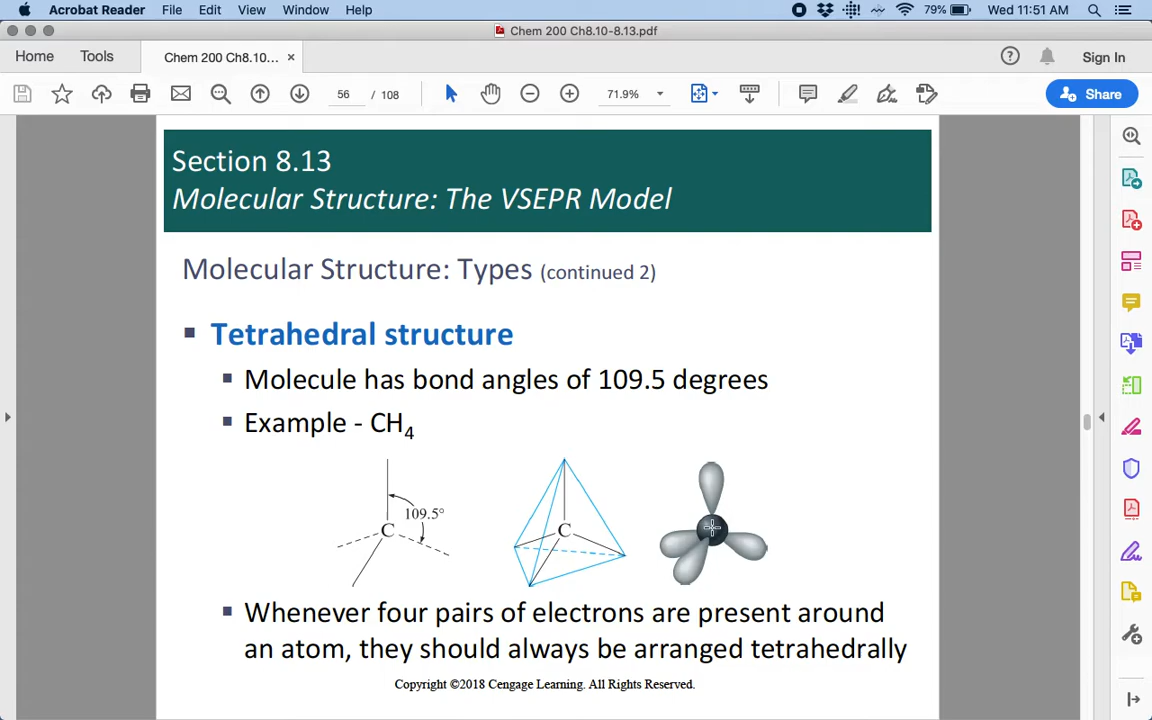 Acrobat Reader File Edit View Window Help 79% Wed 11:51 AM
Chem 200 Ch8.10-8.13.pdf
Home Tools Chem 200 Ch8.10... × Sign In
56 / 108 71.9% Share
Section 8.13
Molecular Structure: The VSEPR Model
Molecular Structure: Types (continued 2)
Tetrahedral structure
Molecule has bond angles of 109.5 degrees
Example - CH₄
109.5°
C
C
Whenever four pairs of electrons are present around
an atom, they should always be arranged tetrahedrally
Copyright ©2018 Cengage Learning. All Rights Reserved.